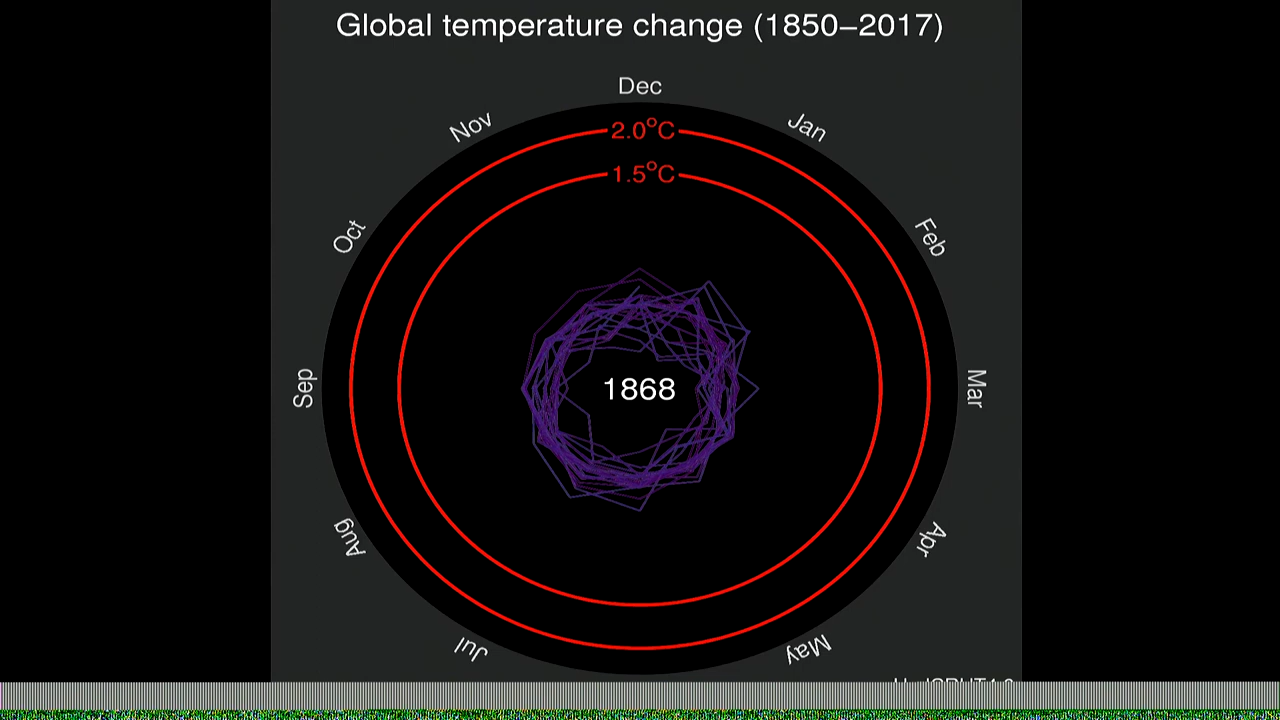 Global temperature change (1850–2017)
Dec
Jan
Feb
Mar
Apr
May
Jul
Aug
Sep
Oct
Nov
2.0°C
1.5°C
1868